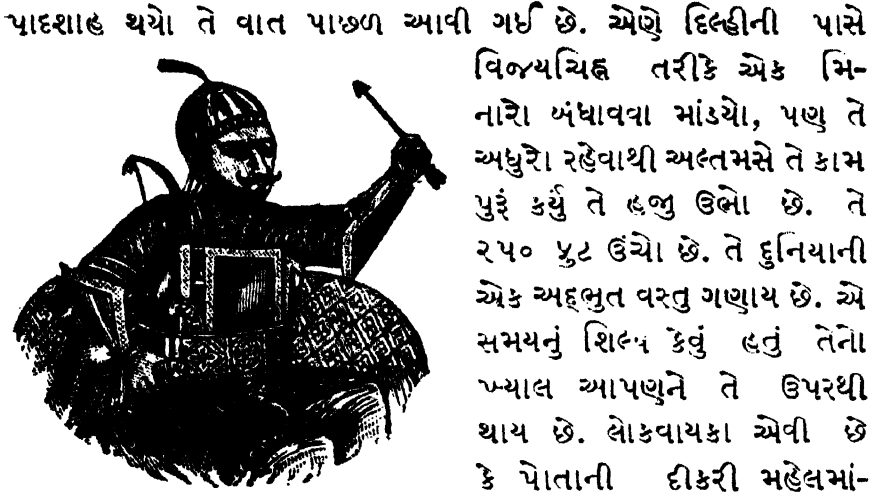 પાદશાહ થયો તે વાત પાછળ આવી ગઈ છે. એણે દિલ્હીની પાસે
વિજયચિહ્ન તરીકે એક મિ-
નારો બંધાવવા માંડયો, પણ તે
અધુરો રહેવાથી અલ્તમસે તે કામ
પુરૂં કર્યું તે હજુ ઉભો છે. તે
૨૫૦ ફુટ ઉંચો છે. તે દુનિયાની
એક અદ્ભુત વસ્તુ ગણાય છે. એ
સમયનું શિલ્પ કેવું હતું તેનો
ખ્યાલ આપણને તે ઉપરથી
થાય છે. લોકવાયકા એવી છે
કે પોતાની દીકરી મહેલમાં-